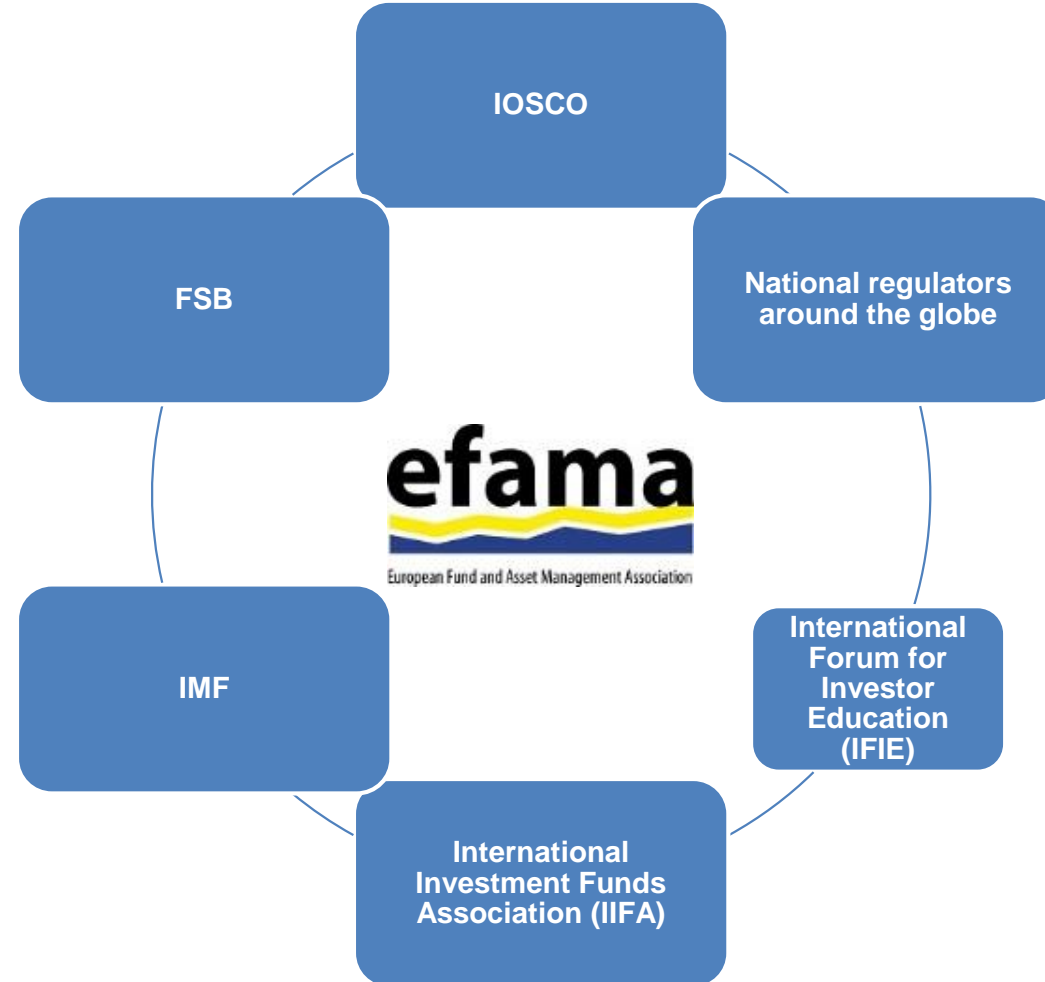 IOSCO
National regulators
around the globe
FSB
efama
European Fund and Asset Management Association
International
Forum for
Investor
Education
(IFIE)
IMF
International
Investment Funds
Association (IIFA)